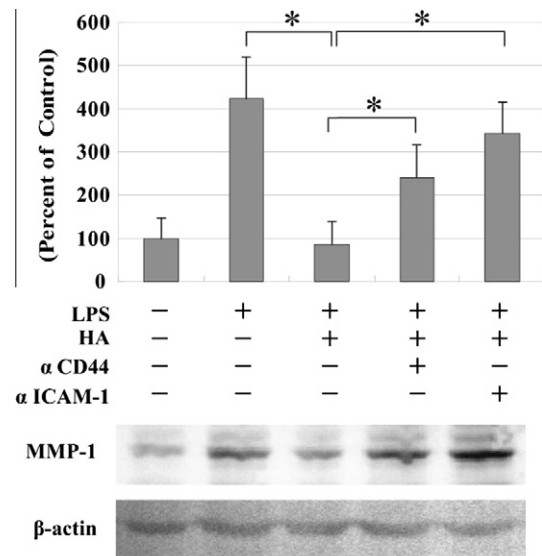 (Percent of Control)
600
500
400
300
200
100
0
* * *
LPS − + + + +
HA − − + + +
α CD44 − − − + −
α ICAM-1 − − − − +
MMP-1
β-actin